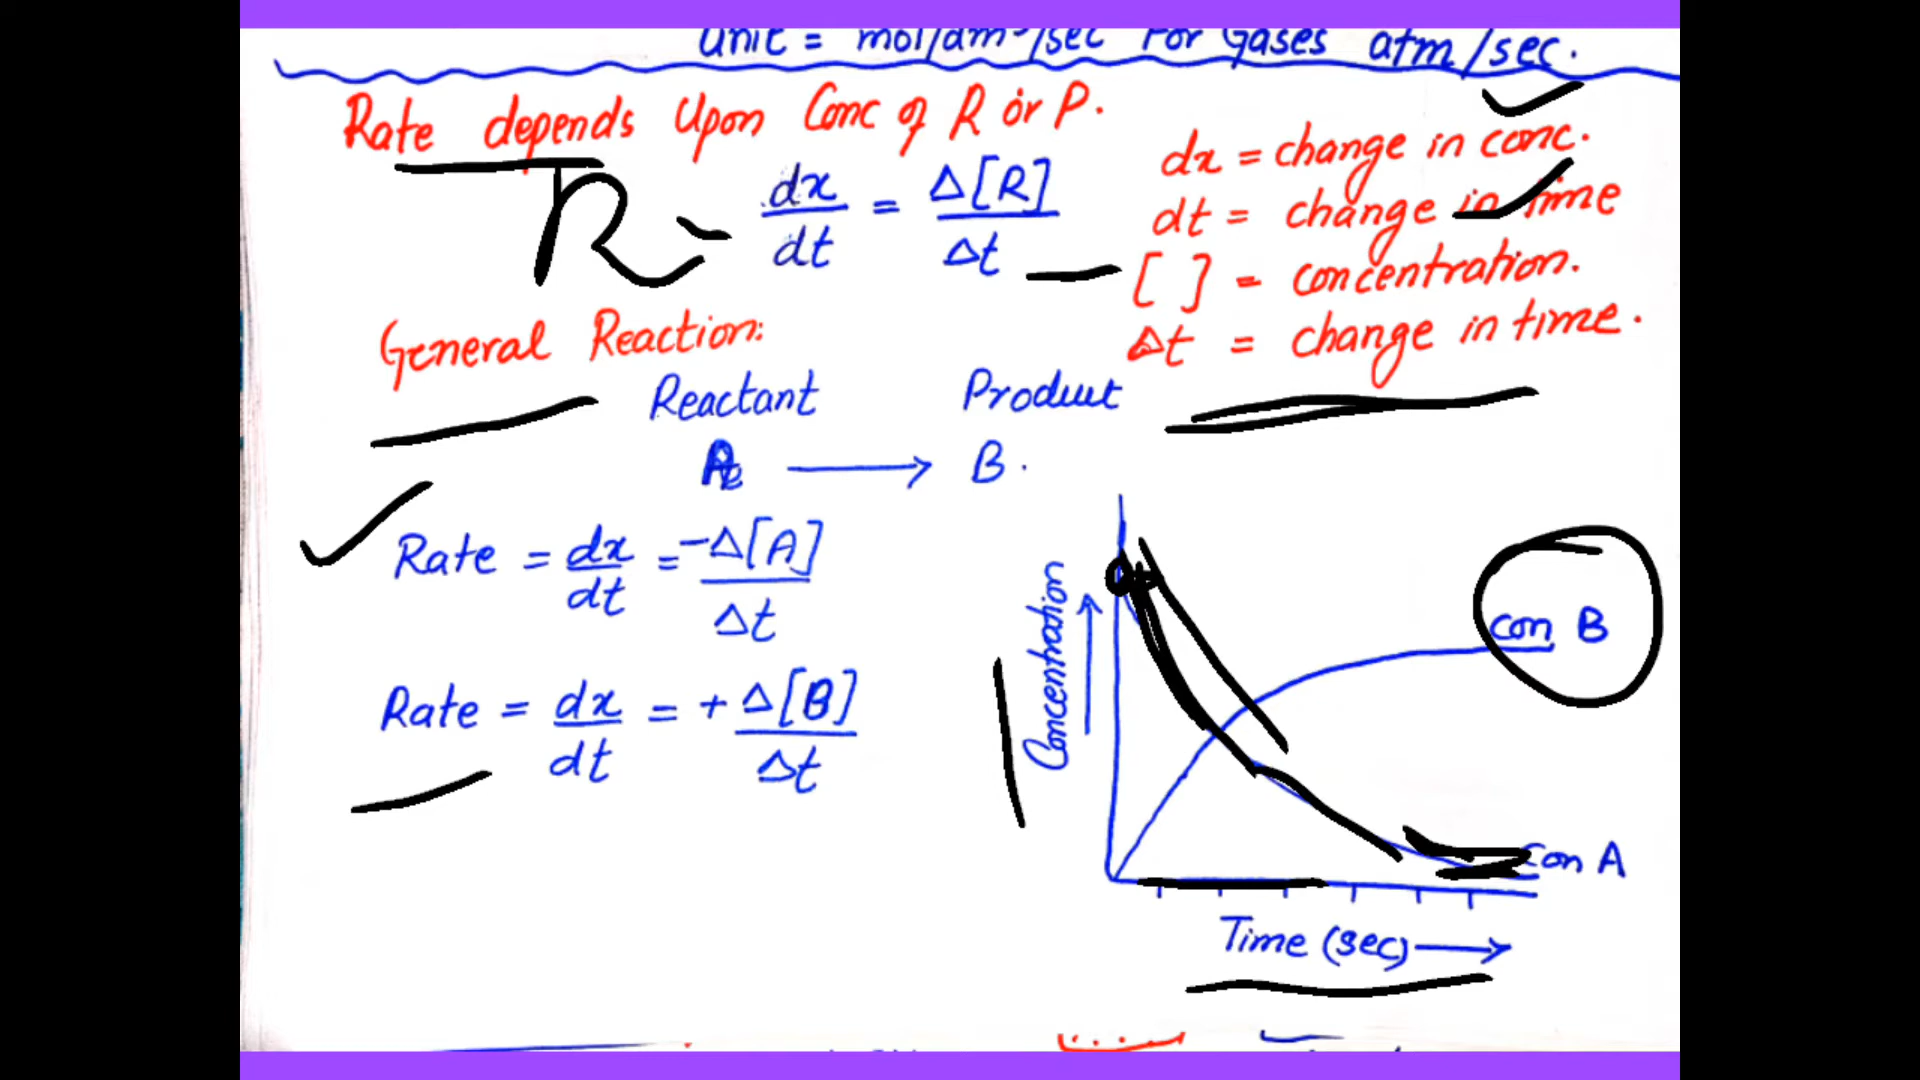 Unit = mol/dm³/sec For Gases atm/sec.
Rate depends Upon Conc of R or P.
R = dx/dt = Δ[R]/Δt
dx = change in conc.
dt = change in time
[ ] = concentration.
Δt = change in time.
General Reaction:
Reactant Product
A → B.
Rate = dx/dt = -Δ[A]/Δt
Rate = dx/dt = + Δ[B]/Δt
Concentration
con B
con A
Time (sec)